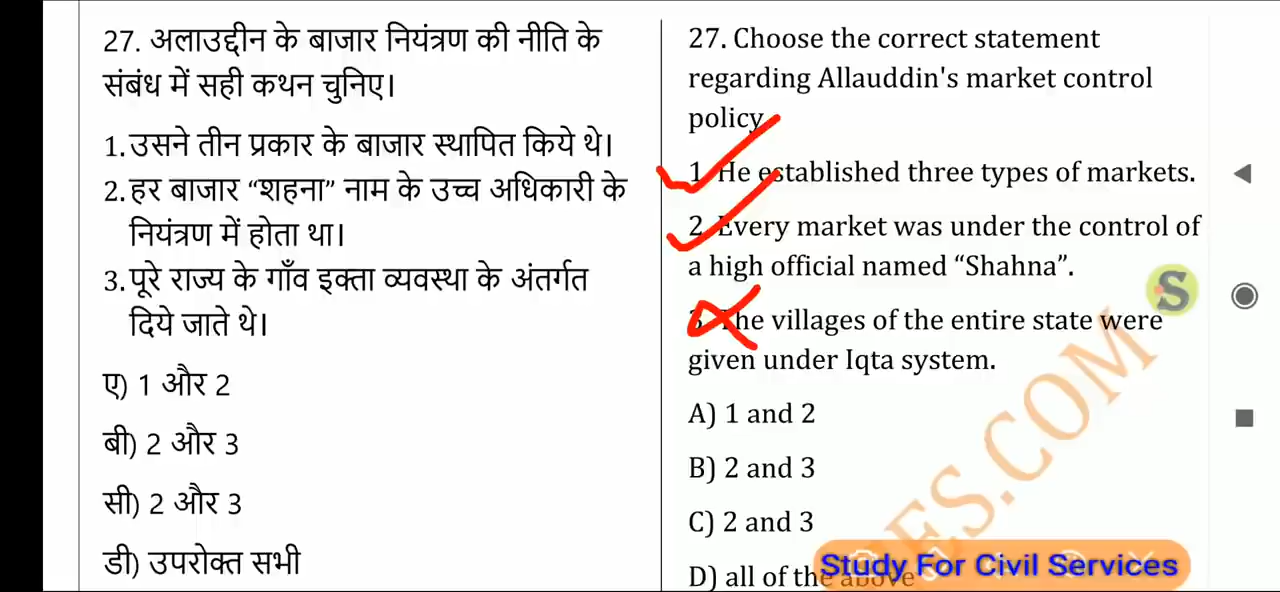 27. अलाउद्दीन के बाजार नियंत्रण की नीति के
संबंध में सही कथन चुनिए।
1. उसने तीन प्रकार के बाजार स्थापित किये थे।
2. हर बाजार “शहना” नाम के उच्च अधिकारी के
नियंत्रण में होता था।
3. पूरे राज्य के गाँव इक्ता व्यवस्था के अंतर्गत
दिये जाते थे।
ए) 1 और 2
बी) 2 और 3
सी) 2 और 3
डी) उपरोक्त सभी
27. Choose the correct statement
regarding Allauddin's market control
policy.
1. He established three types of markets.
2. Every market was under the control of
a high official named “Shahna”.
3. The villages of the entire state were
given under Iqta system.
A) 1 and 2
B) 2 and 3
C) 2 and 3
D) all of the above
Study For Civil Services
S
ES.COM